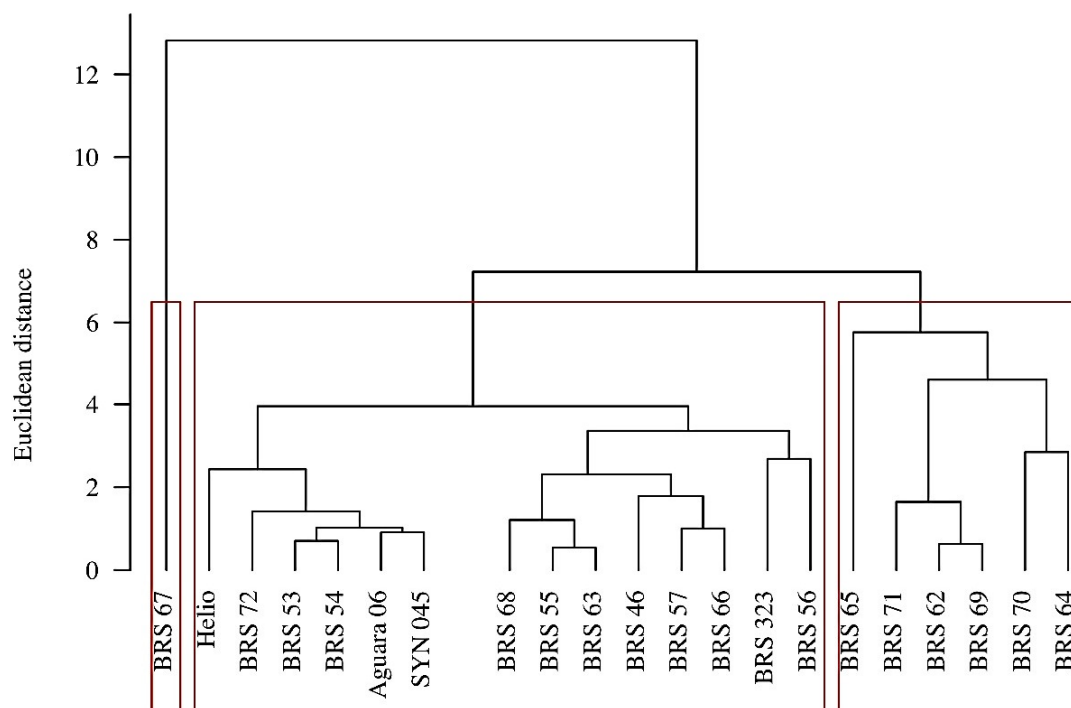 12
10
8
6
4
2
0
Euclidean distance
BRS 67
Helio
BRS 72
BRS 53
BRS 54
Aguara 06
SYN 045
BRS 68
BRS 55
BRS 63
BRS 46
BRS 57
BRS 66
BRS 323
BRS 56
BRS 65
BRS 71
BRS 62
BRS 69
BRS 70
BRS 64